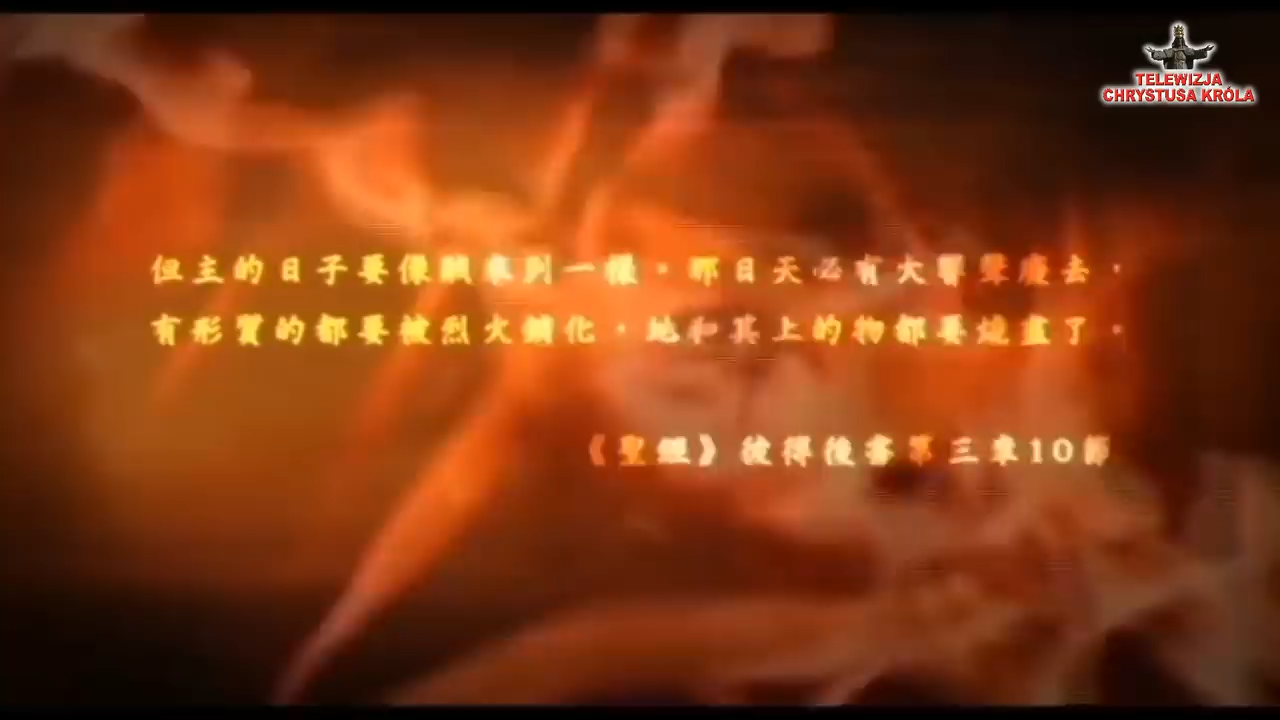 TELEWIZJA
CHRYSTUSA KRÓLA
但主的日子要像賊來到一樣，那日天必有大響聲廢去，
有形質的都要被烈火銷化，地和其上的物都要燒盡了。
《聖經》彼得後書第三章10節